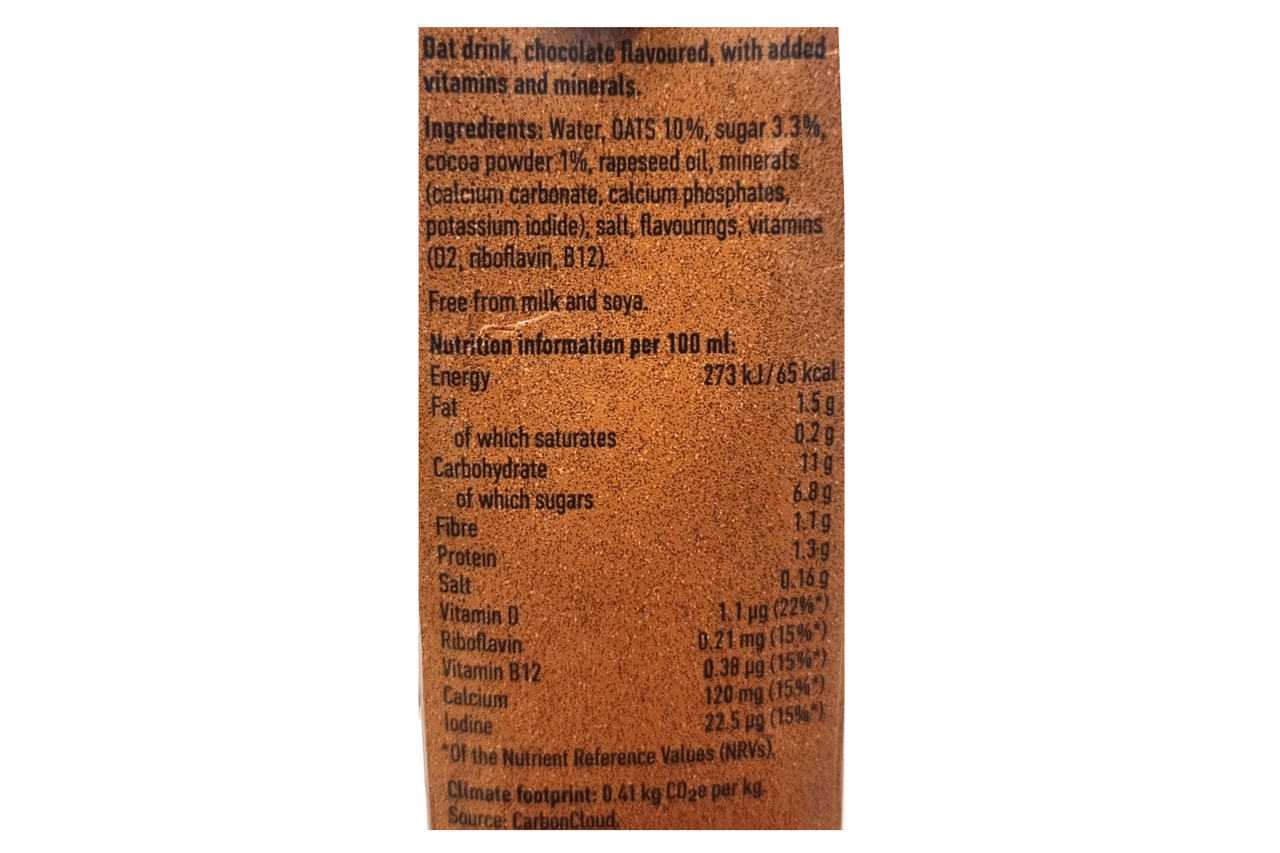 Oat drink, chocolate flavoured, with added
vitamins and minerals.
Ingredients: Water, OATS 10%, sugar 3.3%,
cocoa powder 1%, rapeseed oil, minerals
(calcium carbonate, calcium phosphates,
potassium iodide), salt, flavourings, vitamins
(D2, riboflavin, B12).
Free from milk and soya.
Nutrition information per 100 ml:
Energy 273 kJ/65 kcal
Fat 1.5 g
of which saturates 0.2 g
Carbohydrate 11 g
of which sugars 6.8 g
Fibre 1.1 g
Protein 1.3 g
Salt 0.16 g
Vitamin D 1.1 µg (22%*)
Riboflavin 0.21 mg (15%*)
Vitamin B12 0.38 µg (15%*)
Calcium 120 mg (15%*)
Iodine 22.5 µg (15%*)
*Of the Nutrient Reference Values (NRVs).
Climate footprint: 0.41 kg CO₂e per kg.
Source: CarbonCloud.